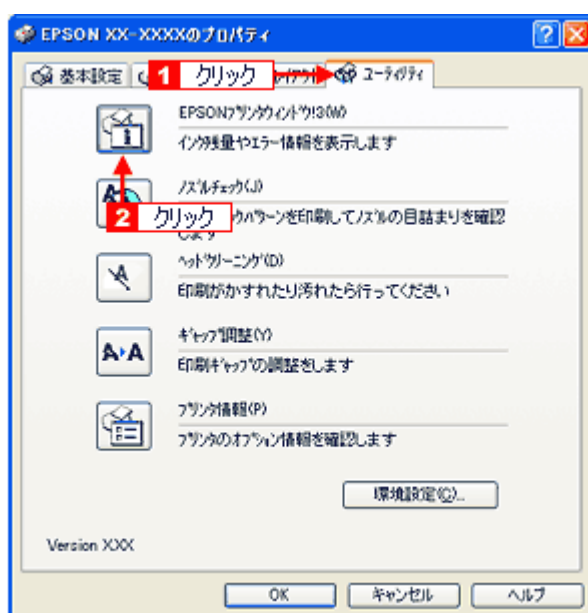 EPSON XX-XXXXのプロパティ
基本設定
1 クリック
レイアウト
ユーティリティ
EPSONプリンタウィンドウ!3(W)
インク残量やエラー情報を表示します
ノズルチェック(J)
2 クリック
クパターンを印刷してノズルの目詰まりを確認
します
ヘッドクリーニング(D)
印刷がかすれたり汚れたら行ってください
ギャップ調整(Y)
A▸A
印刷ギャップの調整をします
プリンタ情報(P)
プリンタのオプション情報を確認します
環境設定(C)...
Version XXX
OK
キャンセル
ヘルプ